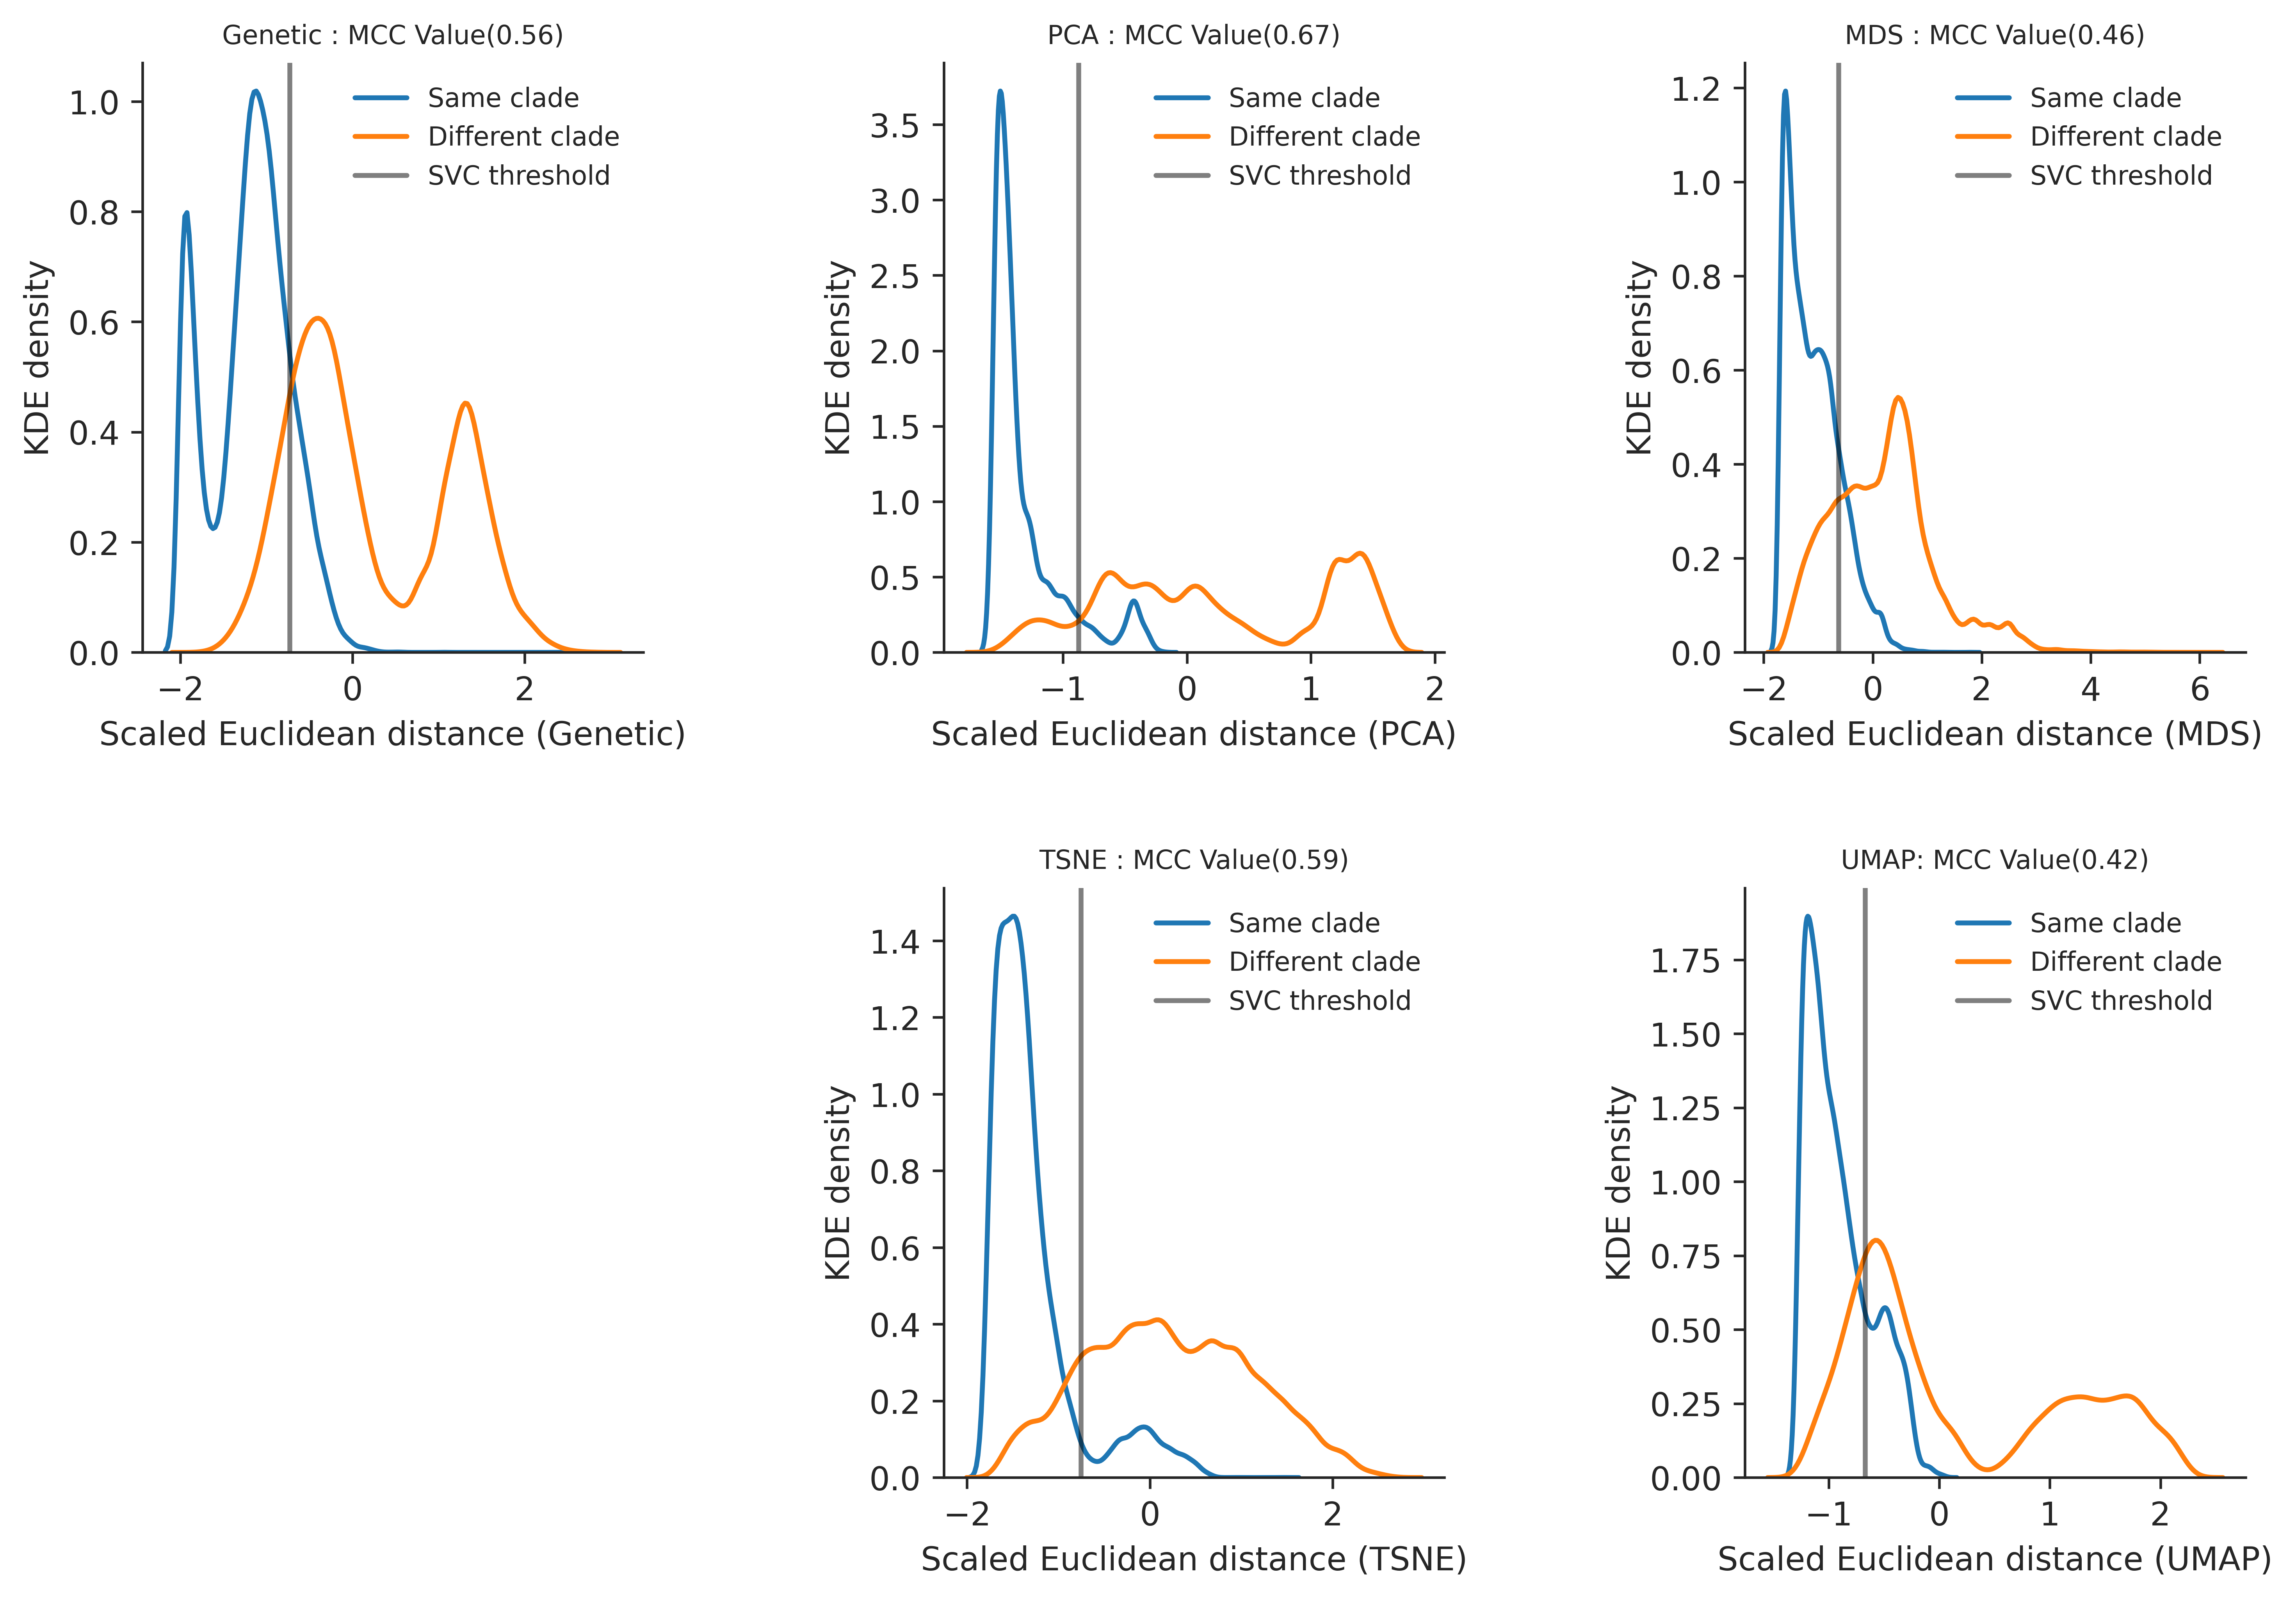 Genetic : MCC Value(0.56)
1.0
0.8
0.6
0.4
0.2
0.0
KDE density
Same clade
Different clade
SVC threshold
−2
0
2
Scaled Euclidean distance (Genetic)
PCA : MCC Value(0.67)
3.5
3.0
2.5
2.0
1.5
1.0
0.5
0.0
KDE density
Same clade
Different clade
SVC threshold
−1
0
1
2
Scaled Euclidean distance (PCA)
MDS : MCC Value(0.46)
1.2
1.0
0.8
0.6
0.4
0.2
0.0
KDE density
Same clade
Different clade
SVC threshold
−2
0
2
4
6
Scaled Euclidean distance (MDS)
TSNE : MCC Value(0.59)
1.4
1.2
1.0
0.8
0.6
0.4
0.2
0.0
KDE density
Same clade
Different clade
SVC threshold
−2
0
2
Scaled Euclidean distance (TSNE)
UMAP: MCC Value(0.42)
1.75
1.50
1.25
1.00
0.75
0.50
0.25
0.00
KDE density
Same clade
Different clade
SVC threshold
−1
0
1
2
Scaled Euclidean distance (UMAP)